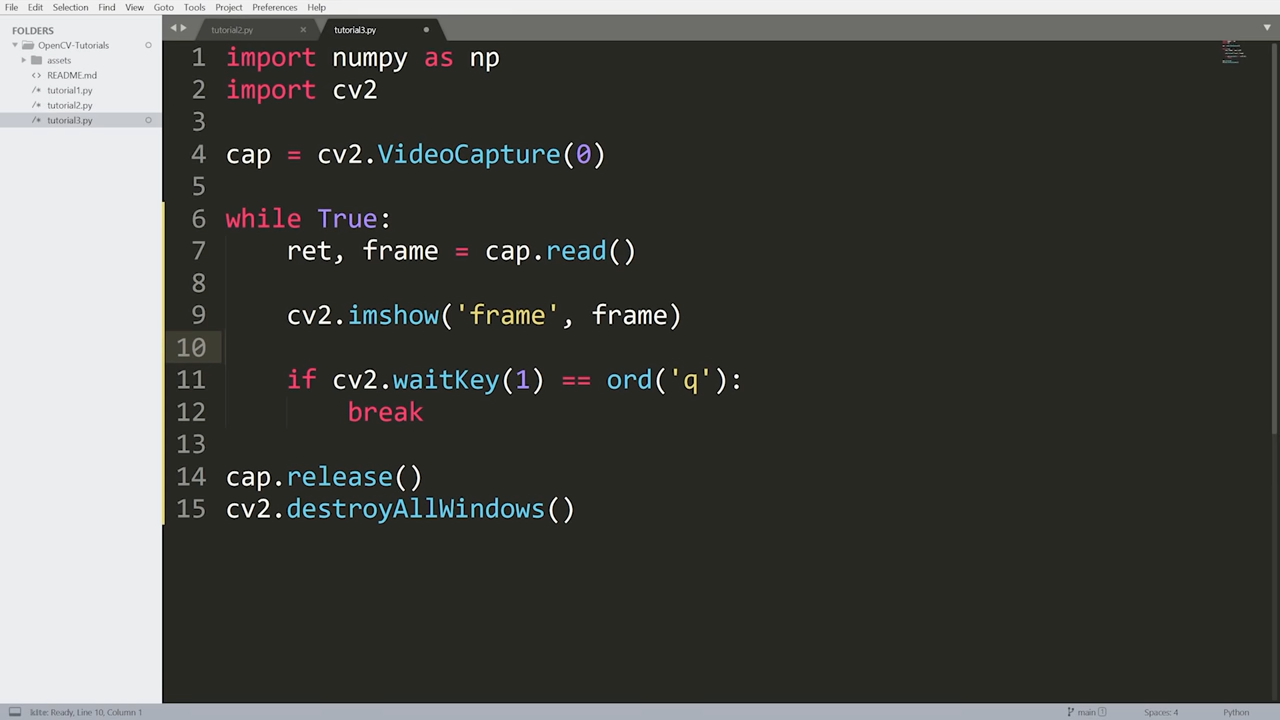 File Edit Selection Find View Goto Tools Project Preferences Help
FOLDERS
OpenCV-Tutorials
assets
README.md
tutorial1.py
tutorial2.py
tutorial3.py
tutorial2.py tutorial3.py
1 import numpy as np
2 import cv2
3
4 cap = cv2.VideoCapture(0)
5
6 while True:
7 ret, frame = cap.read()
8
9 cv2.imshow('frame', frame)
10
11 if cv2.waitKey(1) == ord('q'):
12 break
13
14 cap.release()
15 cv2.destroyAllWindows()
kite: Ready, Line 10, Column 1 main 1 Spaces: 4 Python